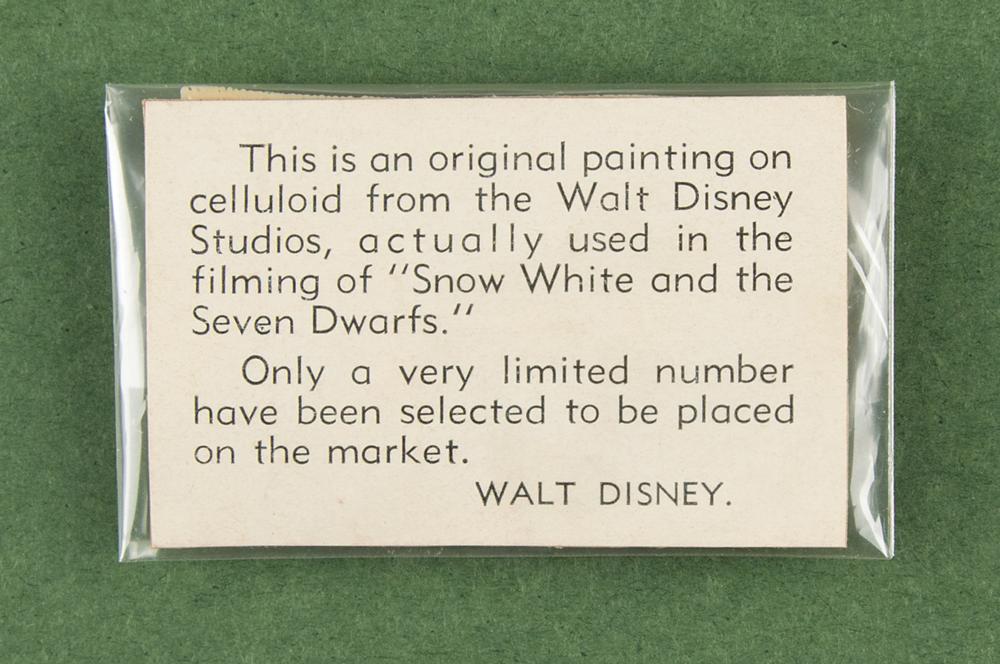 This is an original painting on
celluloid from the Walt Disney
Studios, actually used in the
filming of "Snow White and the
Seven Dwarfs."
Only a very limited number
have been selected to be placed
on the market.
WALT DISNEY.